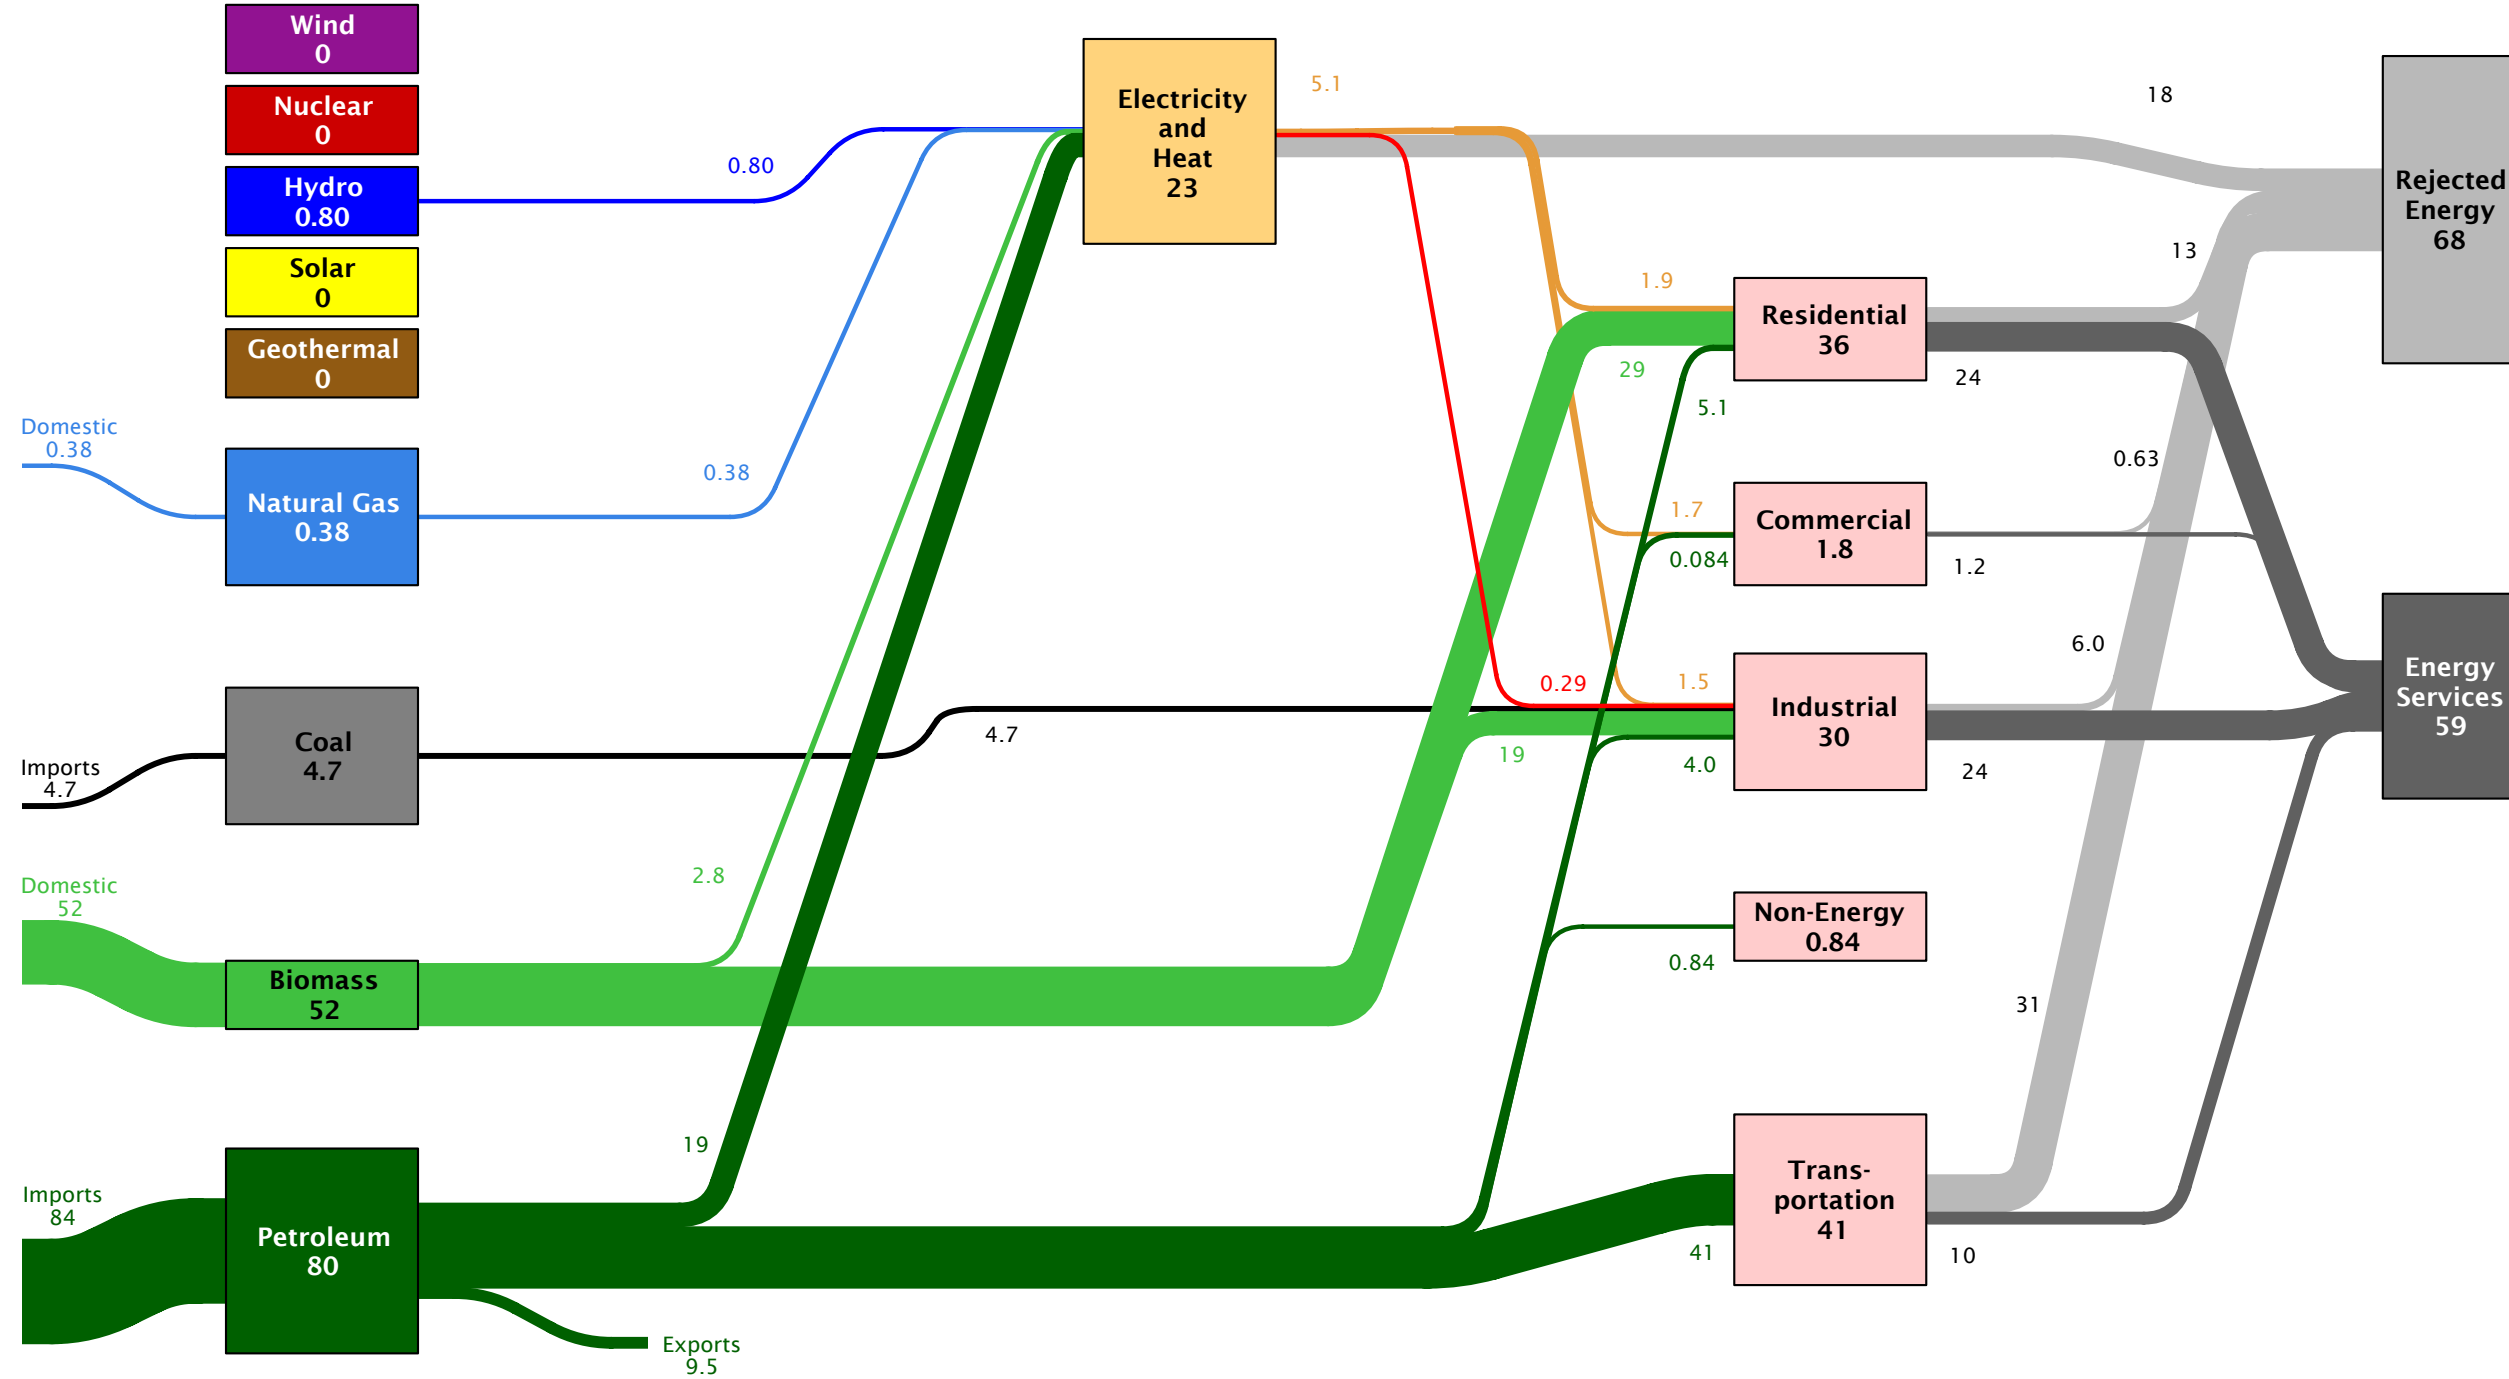 Wind
0
Nuclear
0
Hydro
0.80
Solar
0
Geothermal
0
Domestic
0.38
Natural Gas
0.38
Imports
4.7
Coal
4.7
Domestic
52
Biomass
52
Imports
84
Petroleum
80
Exports
9.5
0.80
0.38
2.8
19
4.7
Electricity
and
Heat
23
5.1
18
1.9
29
5.1
Residential
36
13
24
1.7
0.084
Commercial
1.8
0.63
1.2
0.29
1.5
19
4.0
Industrial
30
6.0
24
Non-Energy
0.84
0.84
31
41
Trans-
portation
41
10
Rejected
Energy
68
Energy
Services
59